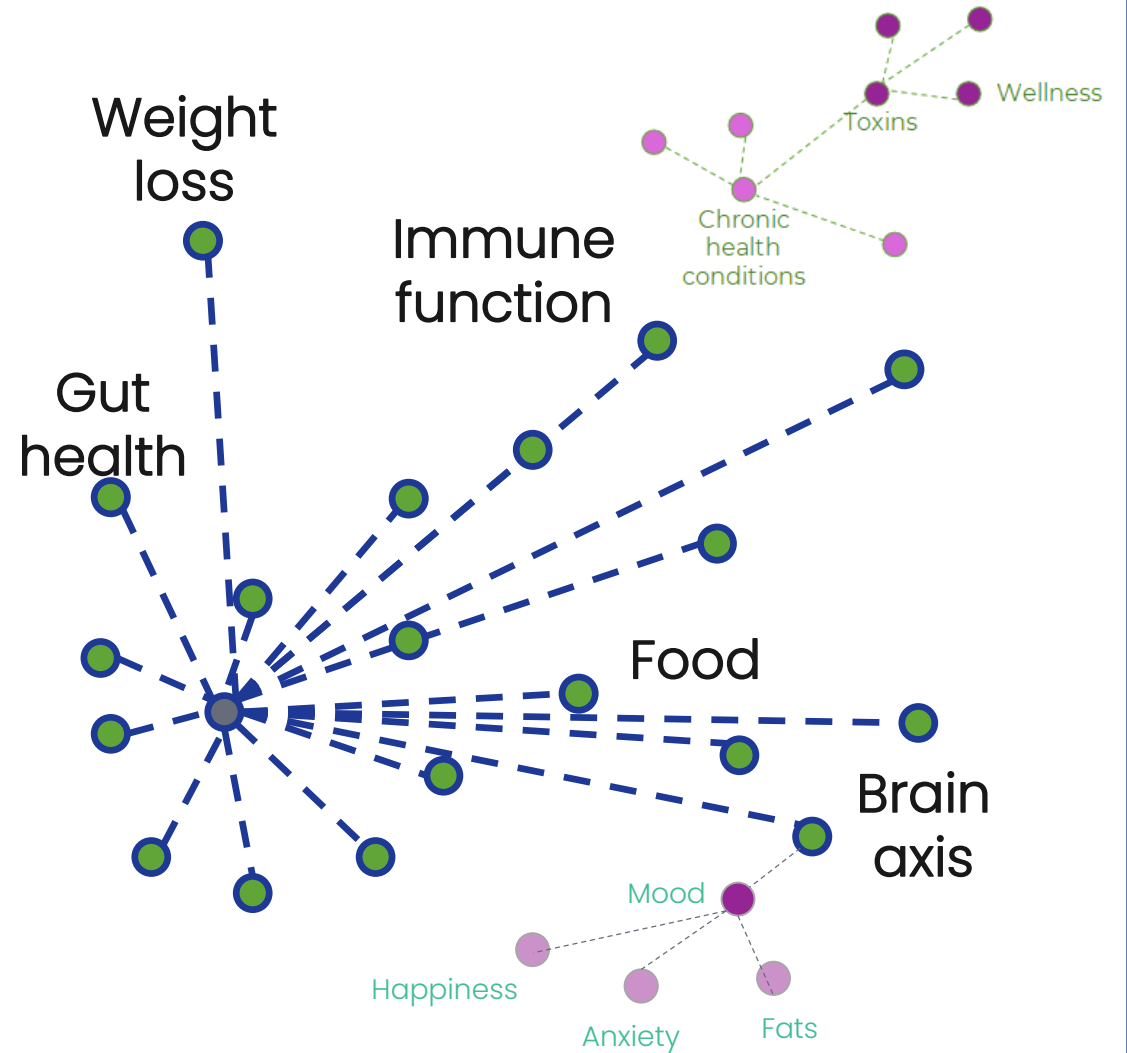 Weight
loss
Wellness
Toxins
Chronic
health
conditions
Immune
function
Gut
health
Food
Brain
axis
Mood
Happiness
Anxiety
Fats